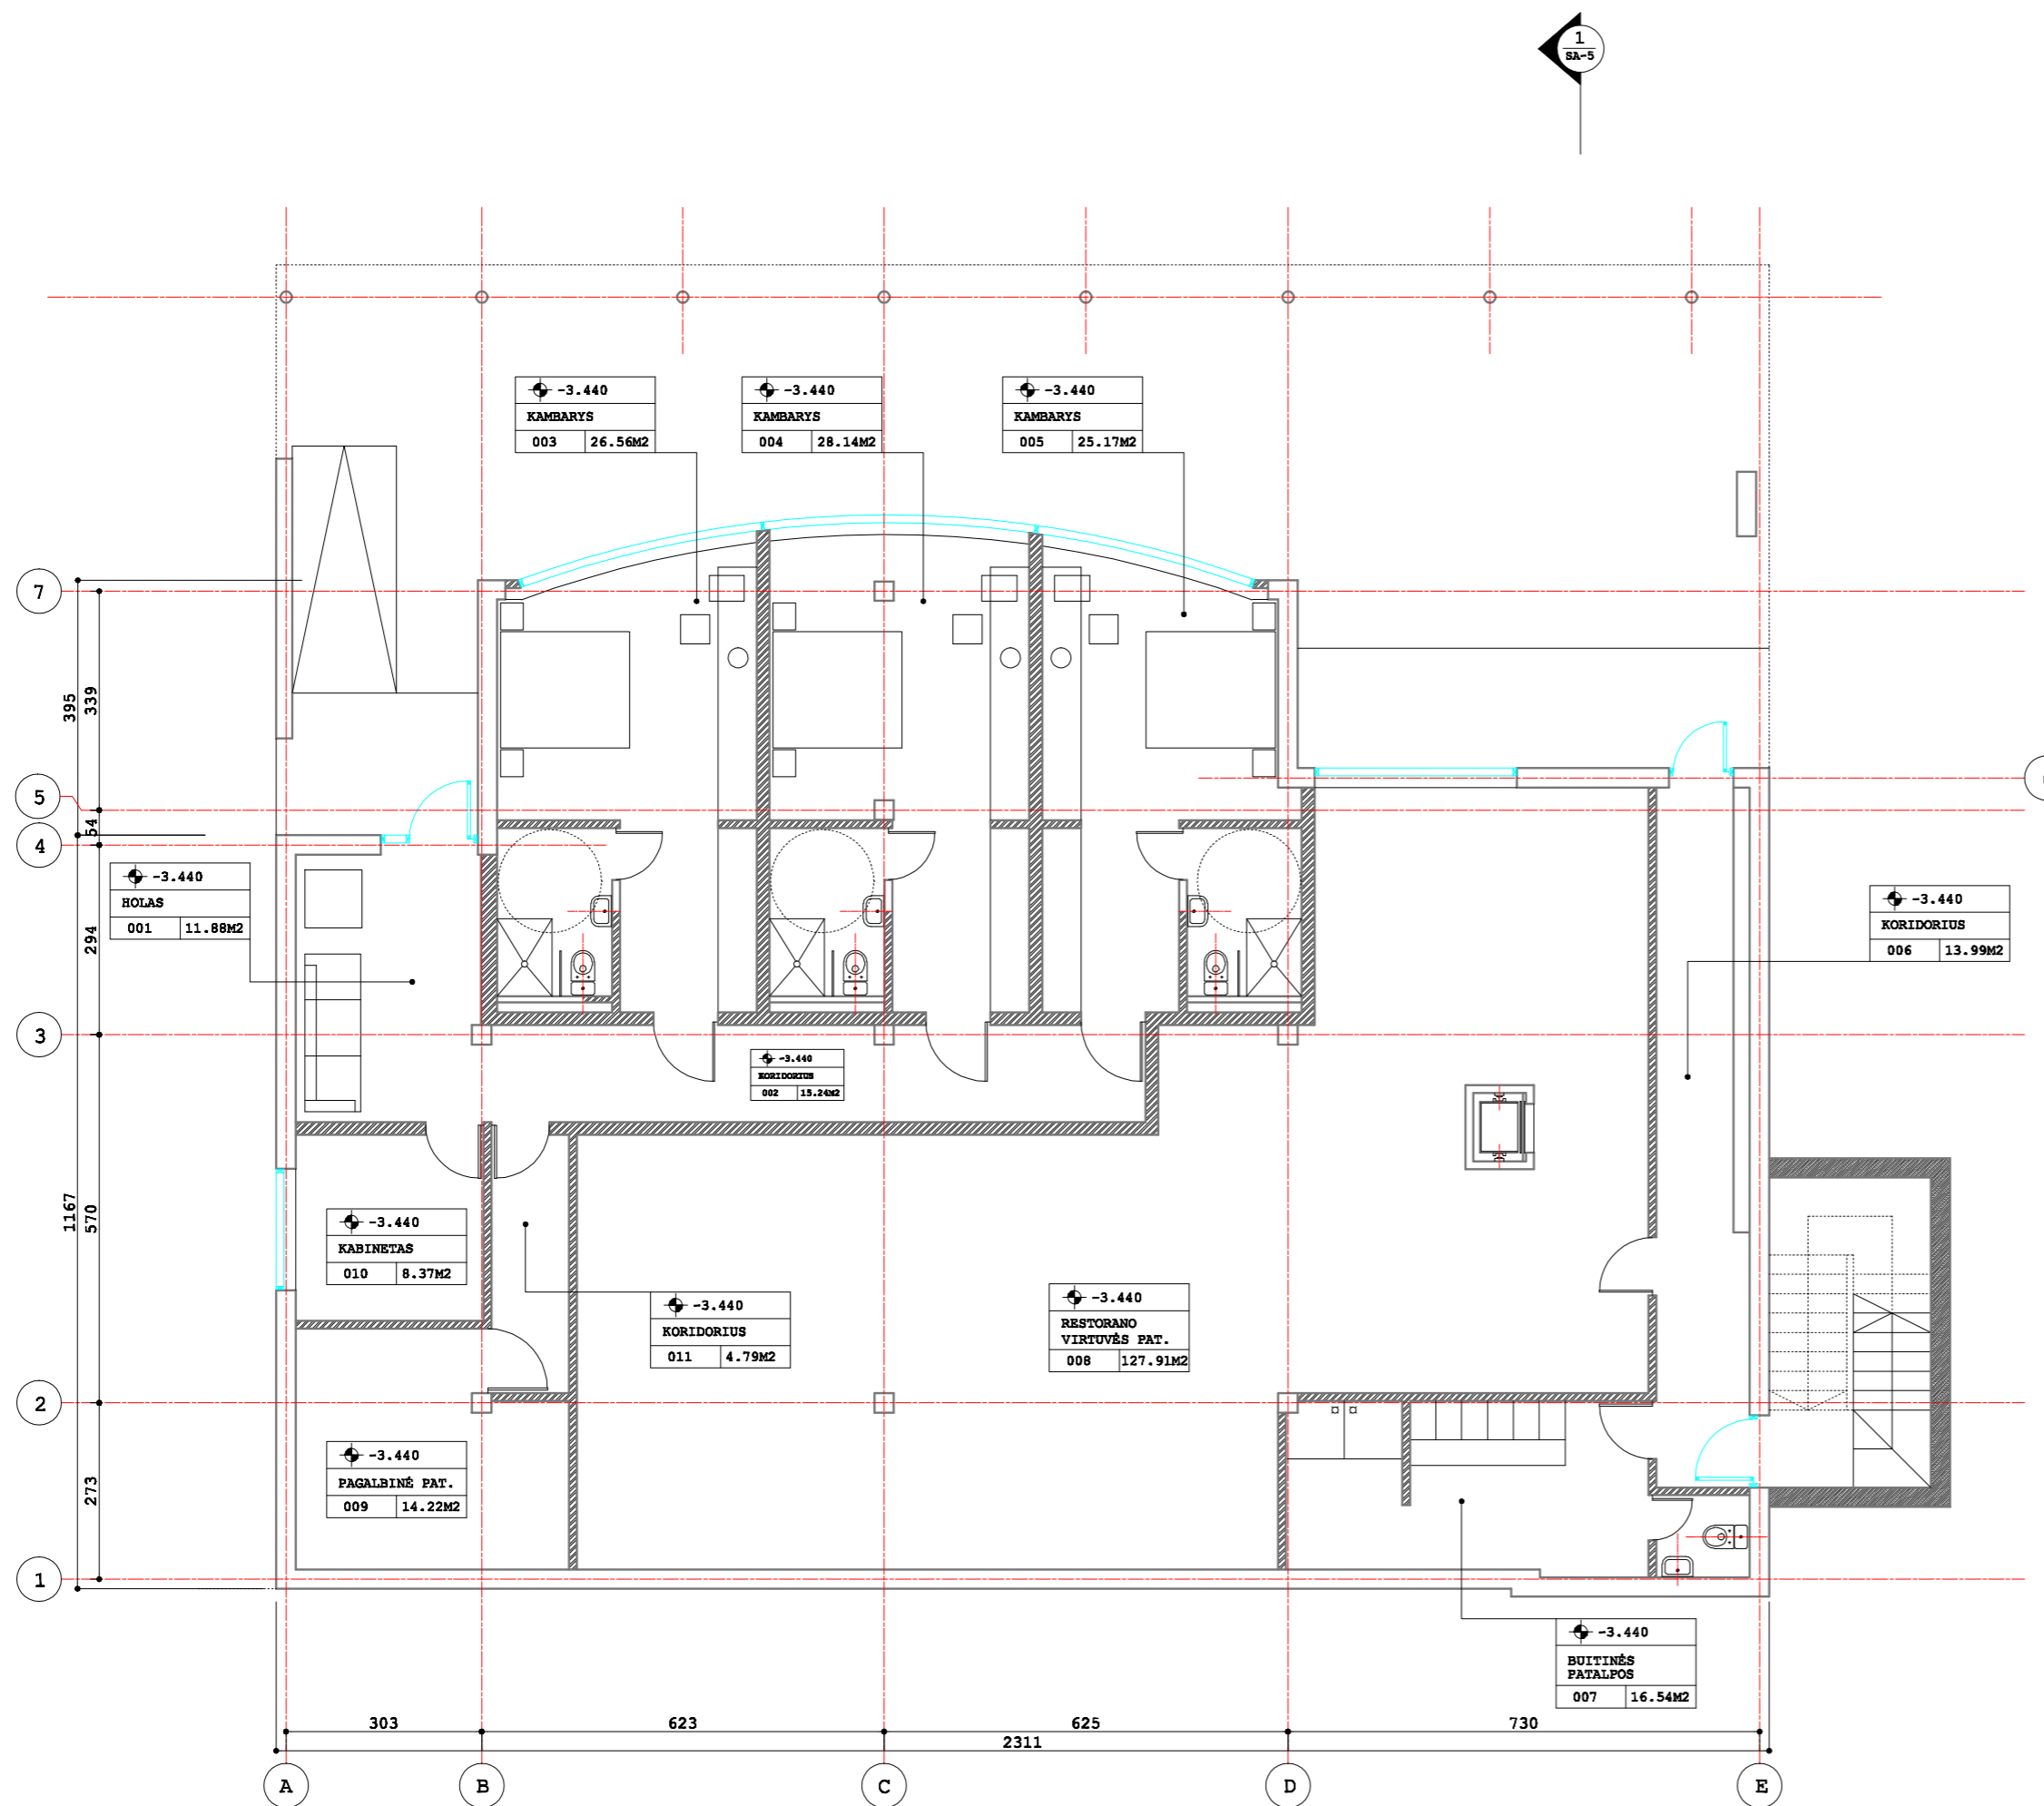 1
SA-5
-3.440
KAMBARYS
003 26.56M2
-3.440
KAMBARYS
004 28.14M2
-3.440
KAMBARYS
005 25.17M2
7
395
339
5
54
4
-3.440
HOLAS
001 11.88M2
-3.440
KORIDORIUS
006 13.99M2
294
3
-3.440
KORIDORIUS
002 15.24M2
1167
570
-3.440
KABINETAS
010 8.37M2
-3.440
KORIDORIUS
011 4.79M2
-3.440
RESTORANO
VIRTUVĖS PAT.
008 127.91M2
2
-3.440
PAGALBINĖ PAT.
009 14.22M2
273
1
-3.440
BUITINĖS
PATALPOS
007 16.54M2
303
623
625
730
2311
A
B
C
D
E